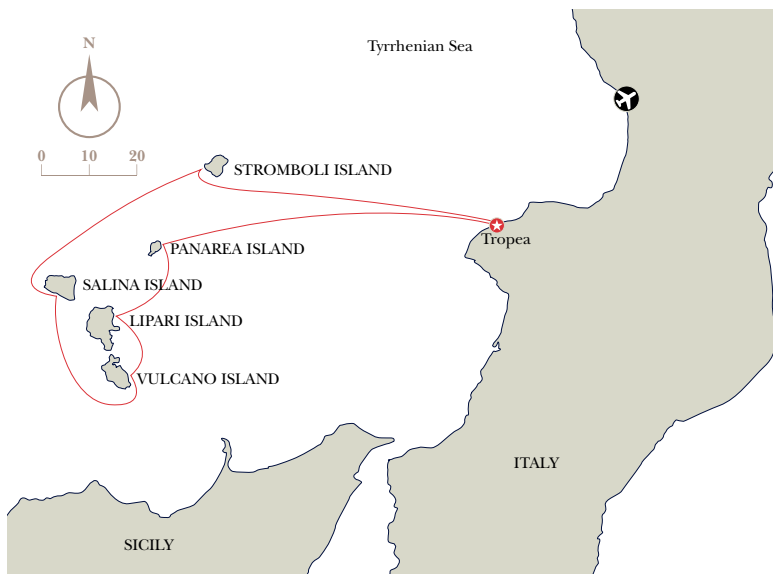 Tyrrhenian Sea
N
0 10 20
STROMBOLI ISLAND
Tropea
PANAREA ISLAND
SALINA ISLAND
LIPARI ISLAND
VULCANO ISLAND
ITALY
SICILY